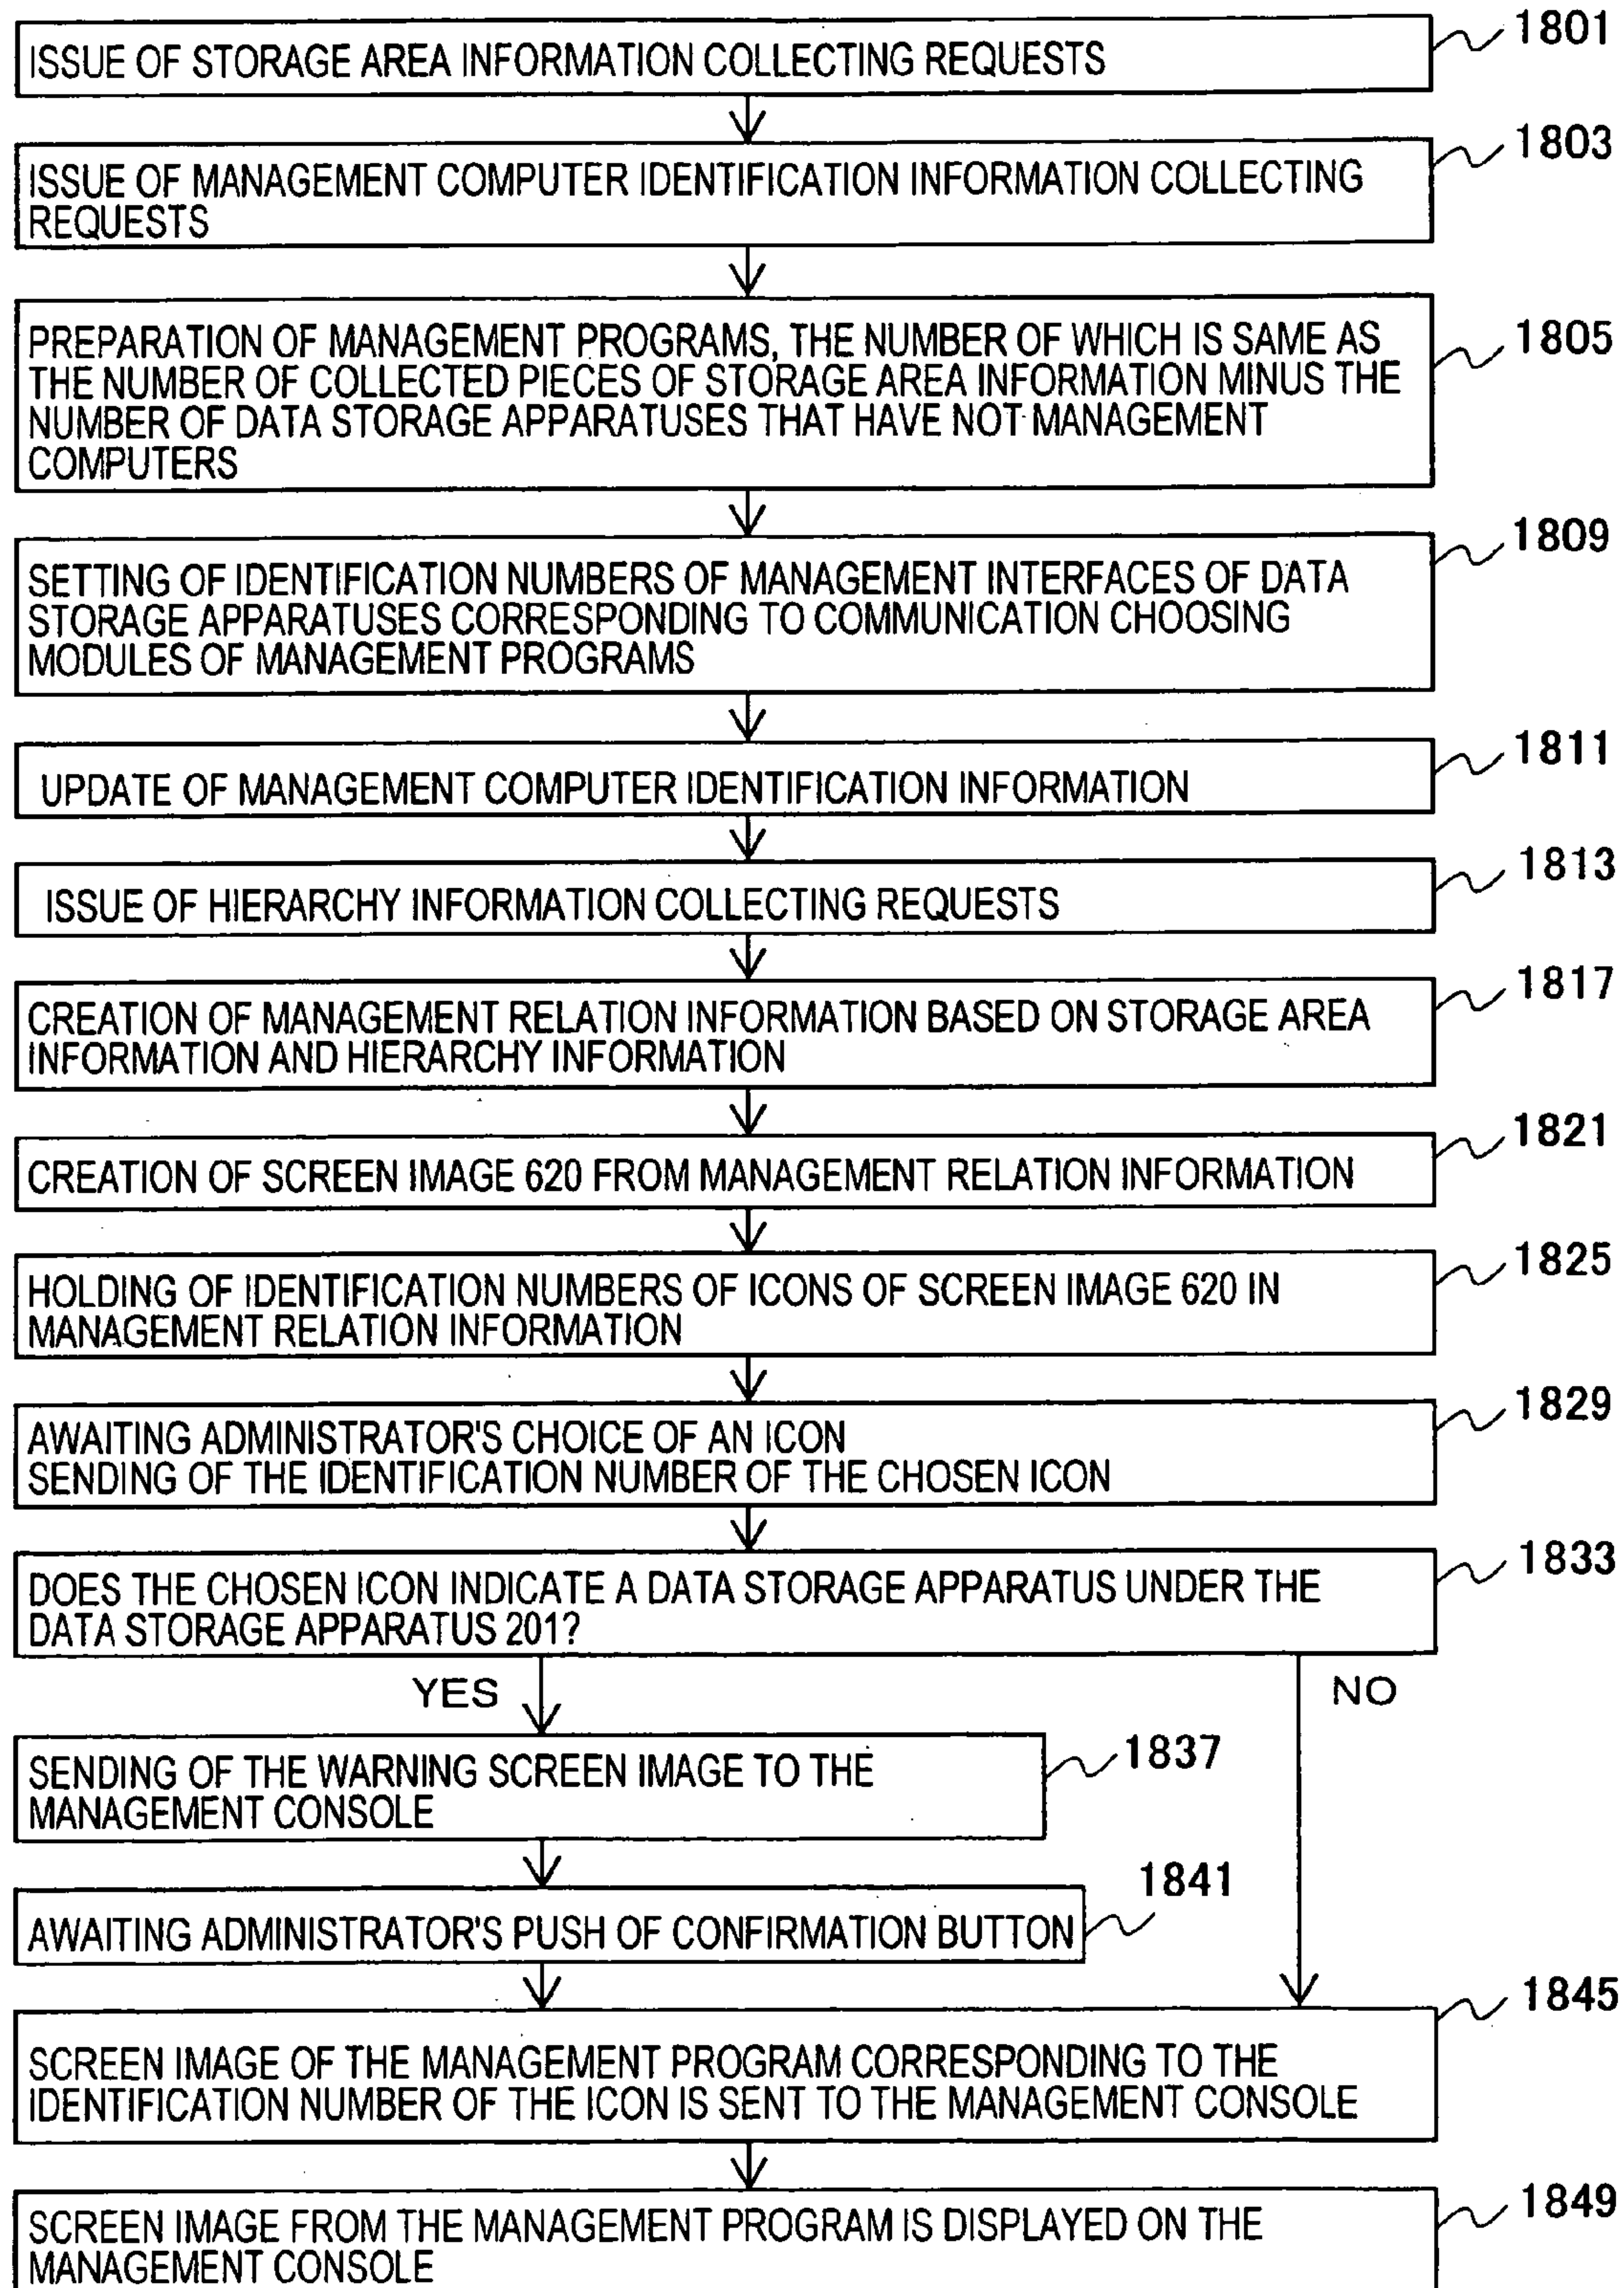 1801
ISSUE OF STORAGE AREA INFORMATION COLLECTING REQUESTS
1803
ISSUE OF MANAGEMENT COMPUTER IDENTIFICATION INFORMATION COLLECTING
REQUESTS
1805
PREPARATION OF MANAGEMENT PROGRAMS, THE NUMBER OF WHICH IS SAME AS
THE NUMBER OF COLLECTED PIECES OF STORAGE AREA INFORMATION MINUS THE
NUMBER OF DATA STORAGE APPARATUSES THAT HAVE NOT MANAGEMENT
COMPUTERS
1809
SETTING OF IDENTIFICATION NUMBERS OF MANAGEMENT INTERFACES OF DATA
STORAGE APPARATUSES CORRESPONDING TO COMMUNICATION CHOOSING
MODULES OF MANAGEMENT PROGRAMS
1811
UPDATE OF MANAGEMENT COMPUTER IDENTIFICATION INFORMATION
1813
ISSUE OF HIERARCHY INFORMATION COLLECTING REQUESTS
1817
CREATION OF MANAGEMENT RELATION INFORMATION BASED ON STORAGE AREA
INFORMATION AND HIERARCHY INFORMATION
1821
CREATION OF SCREEN IMAGE 620 FROM MANAGEMENT RELATION INFORMATION
1825
HOLDING OF IDENTIFICATION NUMBERS OF ICONS OF SCREEN IMAGE 620 IN
MANAGEMENT RELATION INFORMATION
1829
AWAITING ADMINISTRATOR'S CHOICE OF AN ICON
SENDING OF THE IDENTIFICATION NUMBER OF THE CHOSEN ICON
1833
DOES THE CHOSEN ICON INDICATE A DATA STORAGE APPARATUS UNDER THE
DATA STORAGE APPARATUS 201?
YES
NO
1837
SENDING OF THE WARNING SCREEN IMAGE TO THE
MANAGEMENT CONSOLE
1841
AWAITING ADMINISTRATOR'S PUSH OF CONFIRMATION BUTTON
1845
SCREEN IMAGE OF THE MANAGEMENT PROGRAM CORRESPONDING TO THE
IDENTIFICATION NUMBER OF THE ICON IS SENT TO THE MANAGEMENT CONSOLE
1849
SCREEN IMAGE FROM THE MANAGEMENT PROGRAM IS DISPLAYED ON THE
MANAGEMENT CONSOLE